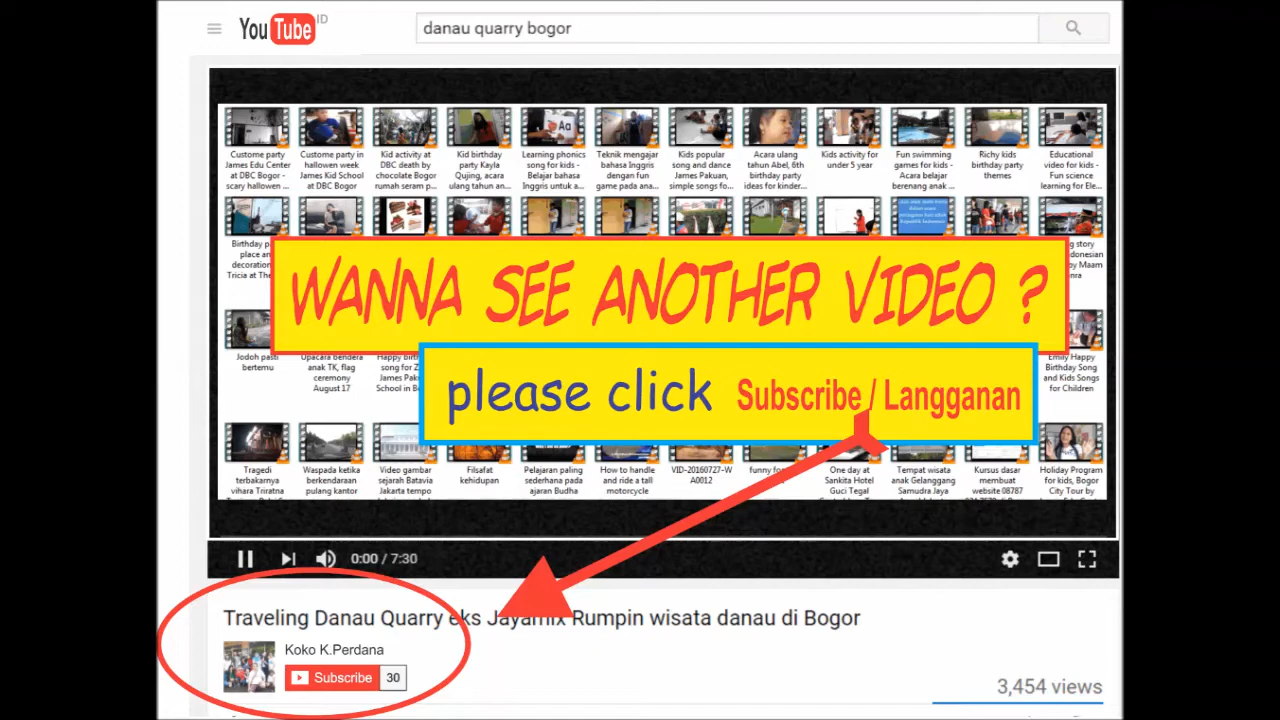 YouTube ID
danau quarry bogor
Custome party
James Edu Center
at DBC Bogor
- scary hallowen ...
Custome party in
hallowen week
James Kid School
at DBC Bogor
Kid activity at
DBC death by
chocolate Bogor
rumah seram p...
Kid birthday
party Kayla
Qujing, acara
ulang tahun an...
Aa
Learning phonics
song for kids -
Belajar bahasa
Inggris untuk a...
Teknik mengajar
bahasa Inggris
dengan fun
game pada ana...
Kids popular
song and dance
James Pakuan,
simple songs fo...
Acara ulang
tahun Abel, 6th
birthday party
ideas for kinder...
Kids activity for
under 5 year
Fun swimming
games for kids -
Acara belajar
berenang anak ...
Richy kids
birthday party
themes
Educational
video for kids -
Fun science
learning for Ele...
WANNA SEE ANOTHER VIDEO ?
please click Subscribe / Langganan
Jodoh pasti
bertemu
Upacara bendera
anak TK, flag
ceremony
August 17
Emily Happy
Birthday Song
and Kids Songs
for Children
Tragedi
terbakarnya
vihara Triratna
Waspada ketika
berkendaraan
pulang kantor
Video gambar
sejarah Batavia
Jakarta tempo
Filsafat
kehidupan
Pelajaran paling
sederhana pada
ajaran Budha
How to handle
and ride a tall
motorcycle
VID-20160727-W
A0012
funny fo
One day at
Sankita Hotel
Guci Tegal
Tempat wisata
anak Gelanggang
Samudra Jaya
Kursus dasar
membuat
website 08787
Holiday Program
for kids, Bogor
City Tour by
0:00 / 7:30
Traveling Danau Quarry eks Jayamix Rumpin wisata danau di Bogor
Koko K.Perdana
Subscribe 30
3,454 views